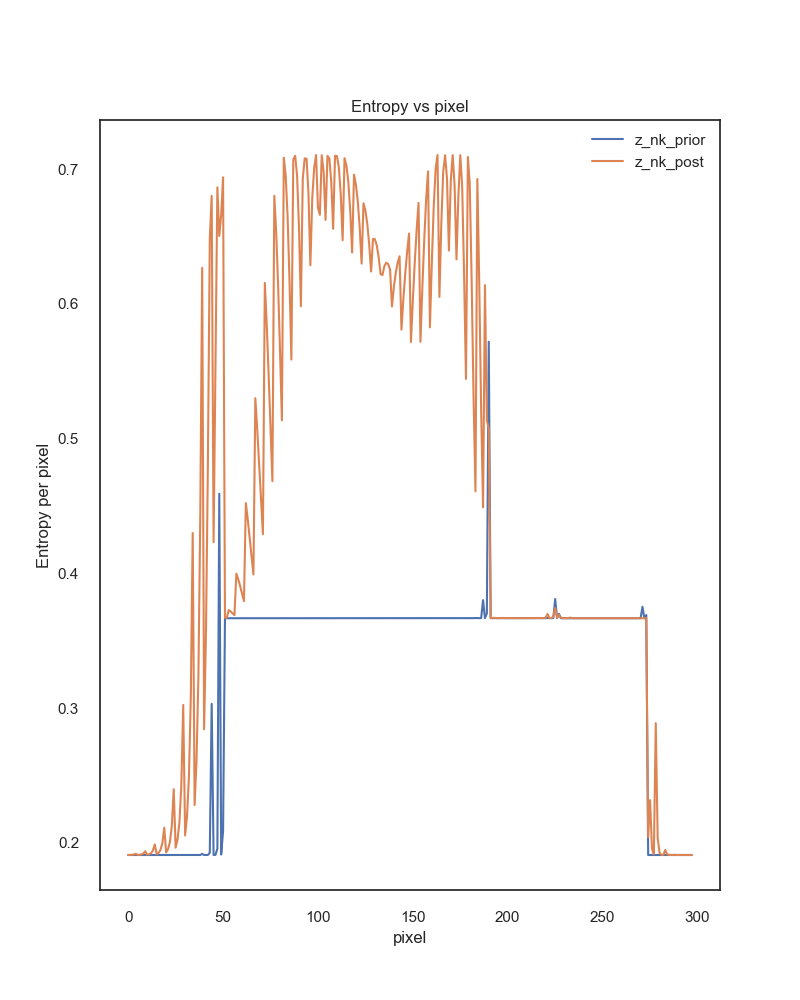 Entropy vs pixel
z_nk_prior
z_nk_post
Entropy per pixel
0.7
0.6
0.5
0.4
0.3
0.2
0 50 100 150 200 250 300
pixel